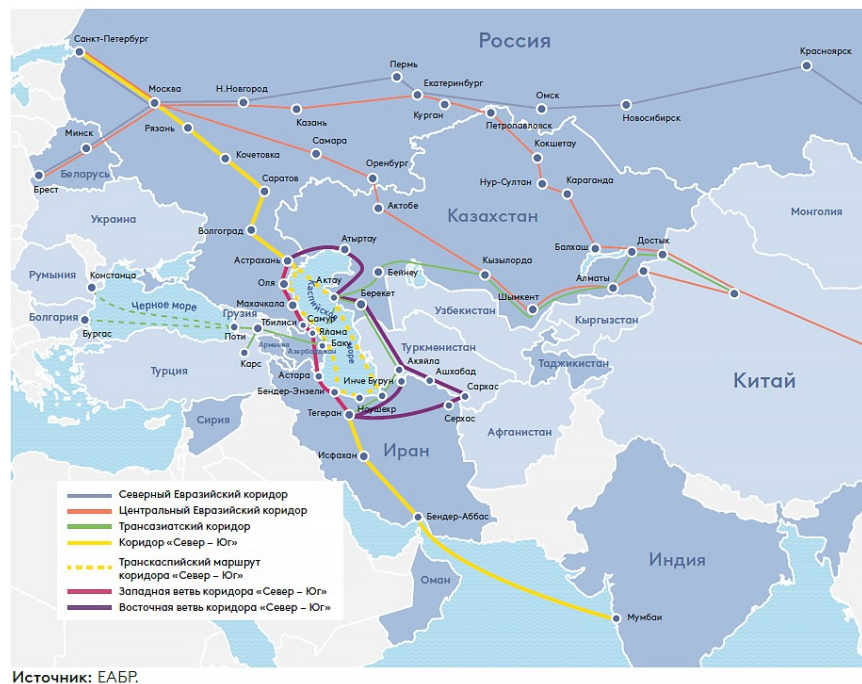 Санкт-Петербург
Россия
Красноярск
Пермь
Екатеринбург
Москва
Н.Новгород
Омск
Казань
Курган
Новосибирск
Рязань
Петропавловск
Минск
Самара
Кокшетау
Кочетовка
Оренбург
Беларусь
Саратов
Нур-Султан
Караганда
Брест
Актобе
Монголия
Украина
Казахстан
Волгоград
Атыртау
Достык
Балхаш
Астрахань
Кызылорда
Румыния
Констанца
Оля
Актау
Бейнеу
Алматы
Каспийское
море
Берекет
Шымкент
Черное море
Махачкала
Грузия
Самур
Узбекистан
Болгария
Тбилиси
Кыргызстан
Бургас
Поти
Ялама
Армения
Баку
Азербайджан
Туркменистан
Карс
Акяйла
Таджикистан
Турция
Астара
Ашхабад
Инче Бурун
Китай
Бендер-Энзели
Сархас
Ноушехр
Тегеран
Серхас
Сирия
Афганистан
Исфахан
Иран
Северный Евразийский коридор
Центральный Евразийский коридор
Трансазиатский коридор
Коридор «Север – Юг»
Транскаспийский маршрут
коридора «Север – Юг»
Западная ветвь коридора «Север – Юг»
Восточная ветвь коридора «Север – Юг»
Бендер-Аббас
Индия
Оман
Мумбаи
Источник: ЕАБР.